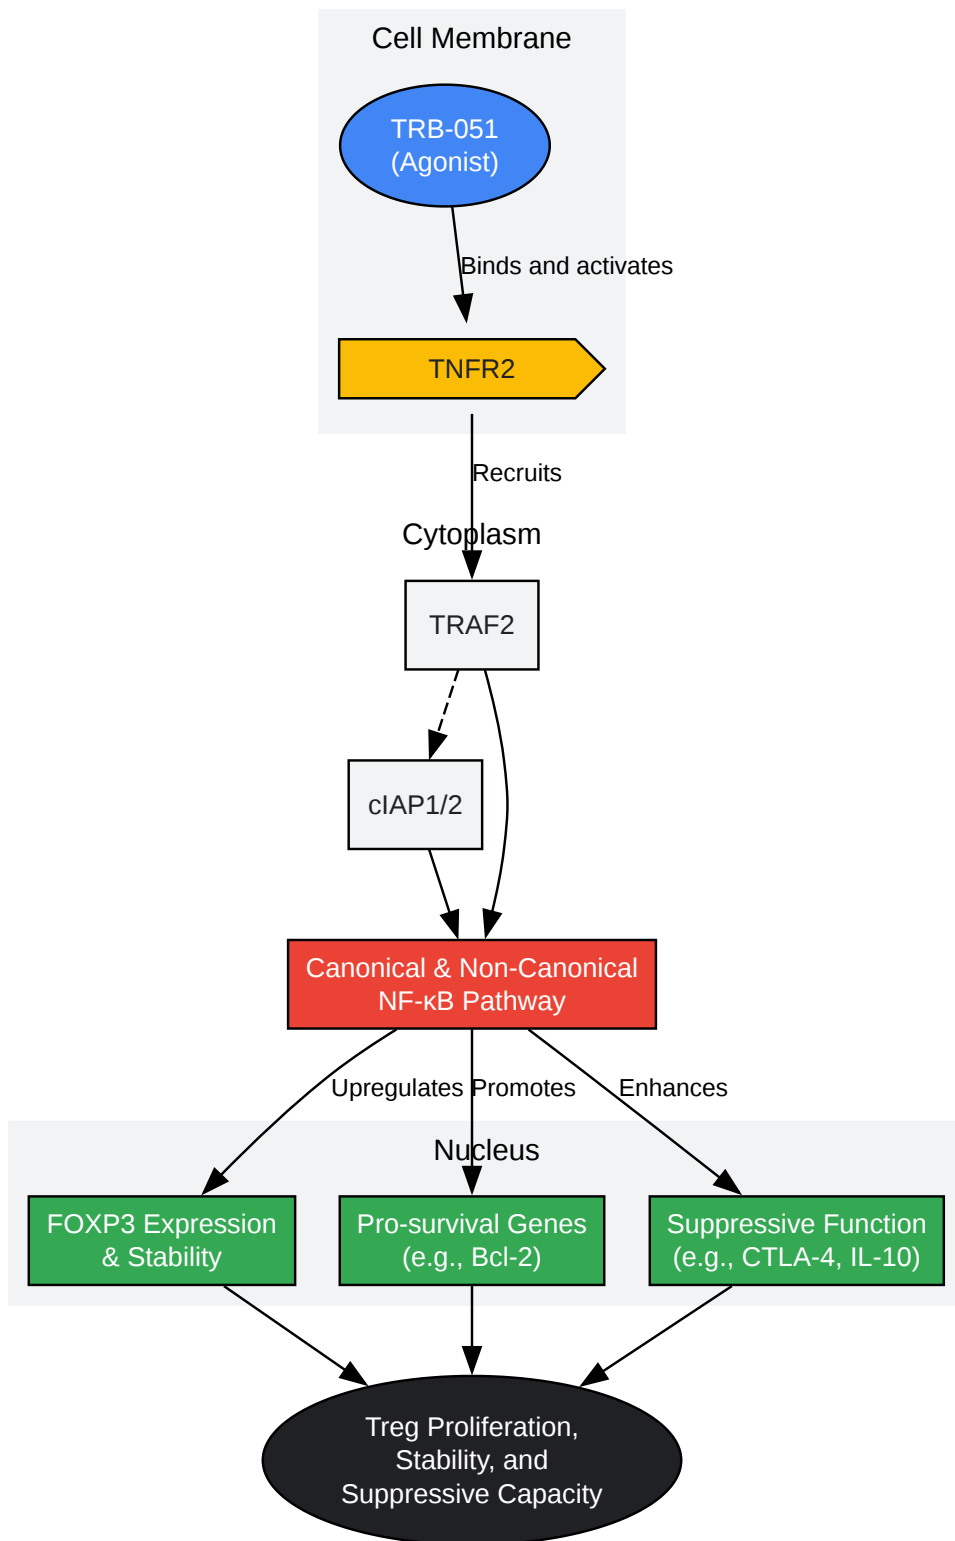 Cell Membrane
TRB-051
(Agonist)
Binds and activates
TNFR2
Recruits
Cytoplasm
TRAF2
cIAP1/2
Canonical & Non-Canonical
NF-κB Pathway
Upregulates
Promotes
Enhances
Nucleus
FOXP3 Expression
& Stability
Pro-survival Genes
(e.g., Bcl-2)
Suppressive Function
(e.g., CTLA-4, IL-10)
Treg Proliferation,
Stability, and
Suppressive Capacity